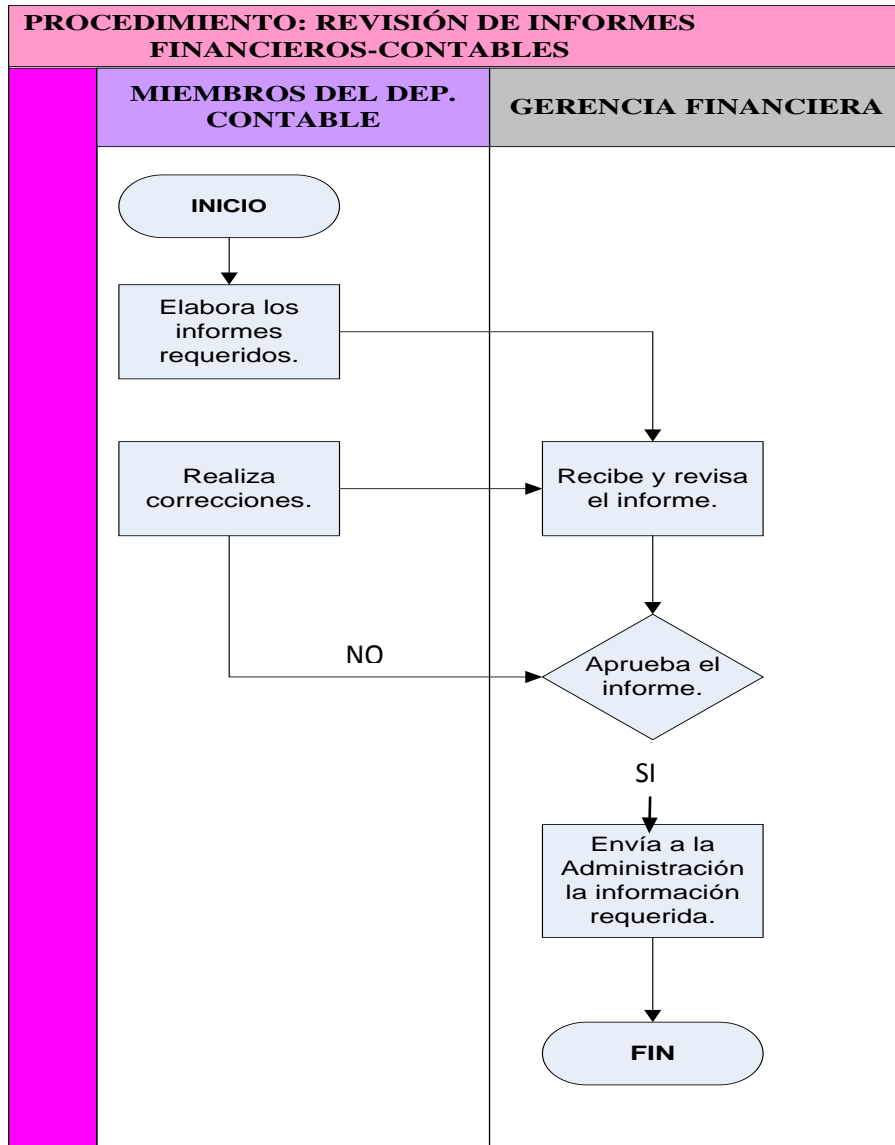 PROCEDIMIENTO: REVISIÓN DE INFORMES
FINANCIEROS-CONTABLES
MIEMBROS DEL DEP.
CONTABLE
GERENCIA FINANCIERA
INICIO
Elabora los
informes
requeridos.
Realiza
correcciones.
Recibe y revisa
el informe.
NO
Aprueba el
informe.
SI
Envía a la
Administración
la información
requerida.
FIN